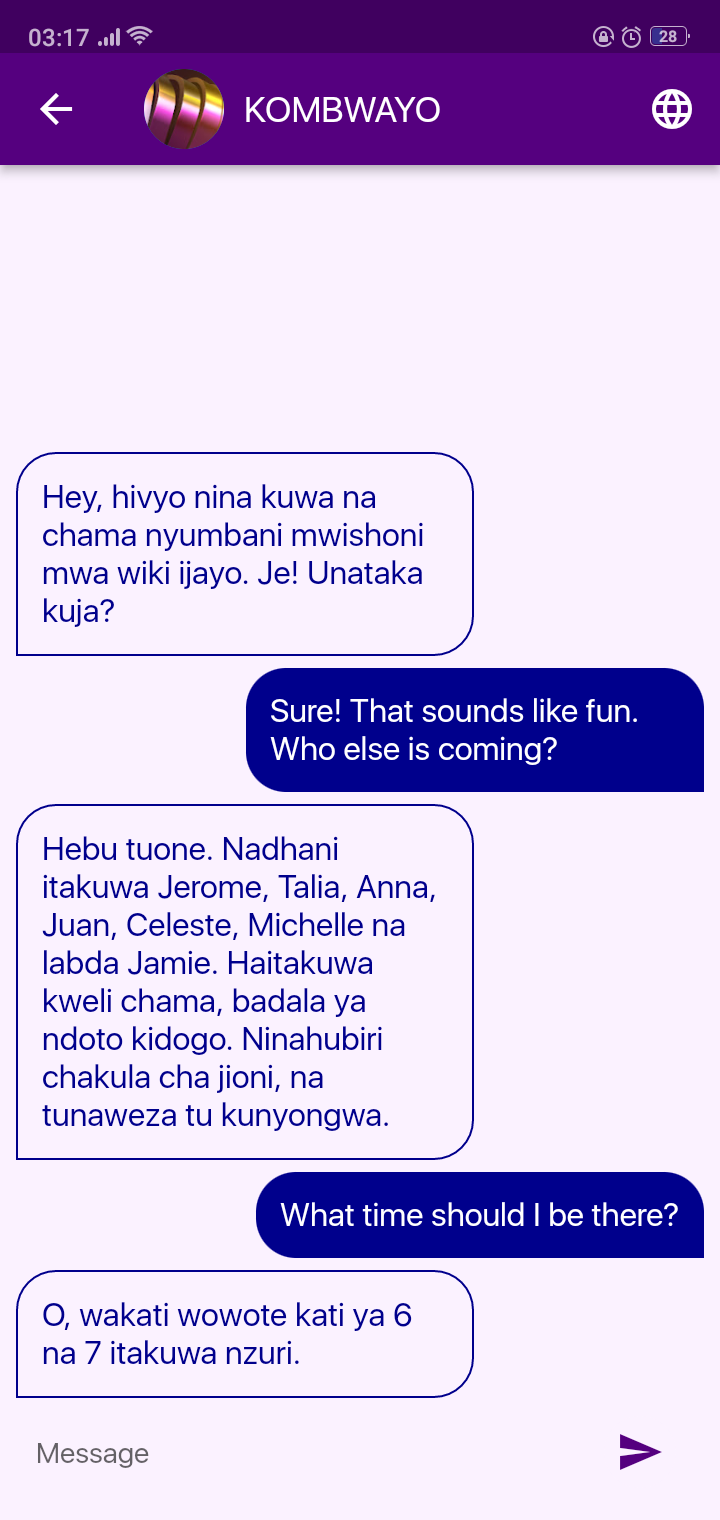 03:17
28
KOMBWAYO
Hey, hivyo nina kuwa na
chama nyumbani mwishoni
mwa wiki ijayo. Je! Unataka
kuja?
Sure! That sounds like fun.
Who else is coming?
Hebu tuone. Nadhani
itakuwa Jerome, Talia, Anna,
Juan, Celeste, Michelle na
labda Jamie. Haitakuwa
kweli chama, badala ya
ndoto kidogo. Ninahubiri
chakula cha jioni, na
tunaweza tu kunyongwa.
What time should I be there?
O, wakati wowote kati ya 6
na 7 itakuwa nzuri.
Message